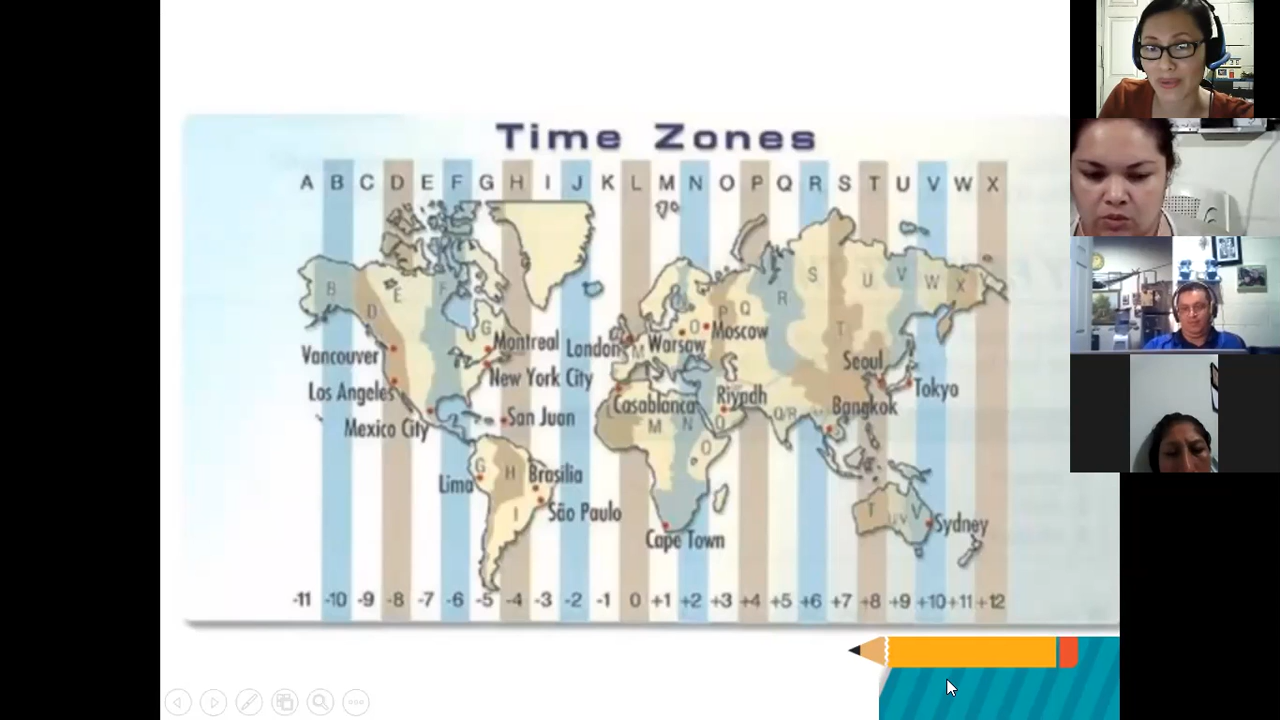 Time Zones
A B C D E F G H I J K L M N O P Q R S T U V W X
B D E F G S R Q P O U V W X T
Montreal London Warsaw Moscow
Vancouver M Seoul
New York City Tokyo
Los Angeles Riyadh
San Juan Casablanca Bangkok
Mexico City M N O Q/R
G H Brasilia O
Lima
São Paulo T UV V Sydney
I Cape Town
-11 -10 -9 -8 -7 -6 -5 -4 -3 -2 -1 0 +1 +2 +3 +4 +5 +6 +7 +8 +9 +10 +11 +12